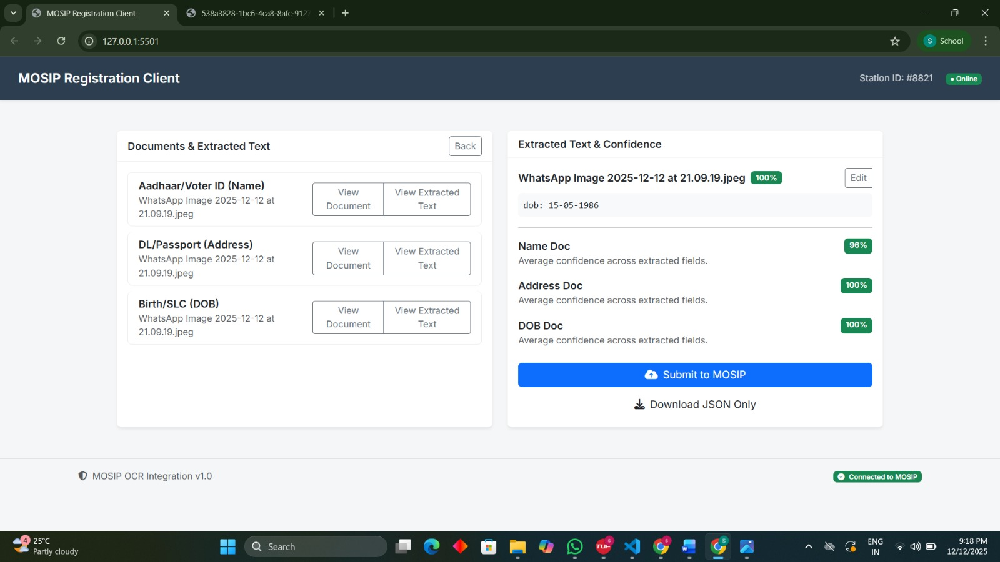 MOSIP Registration Client
538a3828-1bc6-4ca8-8afc-9127
127.0.0.1:5501
S School
MOSIP Registration Client
Station ID: #8821
Online
Documents & Extracted Text
Back
Aadhaar/Voter ID (Name)
WhatsApp Image 2025-12-12 at
21.09.19.jpeg
View
Document
View Extracted
Text
DL/Passport (Address)
WhatsApp Image 2025-12-12 at
21.09.19.jpeg
View
Document
View Extracted
Text
Birth/SLC (DOB)
WhatsApp Image 2025-12-12 at
21.09.19.jpeg
View
Document
View Extracted
Text
Extracted Text & Confidence
WhatsApp Image 2025-12-12 at 21.09.19.jpeg 100%
Edit
dob: 15-05-1986
Name Doc
96%
Average confidence across extracted fields.
Address Doc
100%
Average confidence across extracted fields.
DOB Doc
100%
Average confidence across extracted fields.
Submit to MOSIP
Download JSON Only
MOSIP OCR Integration v1.0
Connected to MOSIP
4
25°C
Partly cloudy
Search
TUF
S
S
S
ENG
IN
9:18 PM
12/12/2025